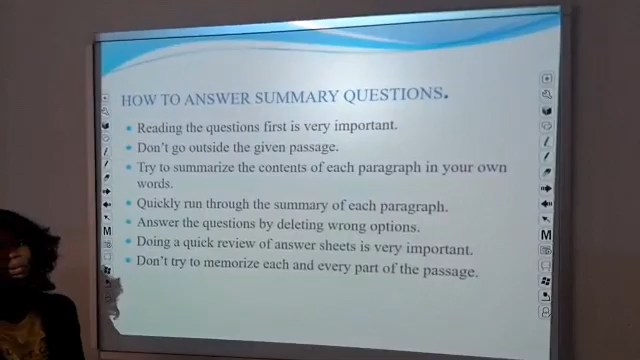 HOW TO ANSWER SUMMARY QUESTIONS.
Reading the questions first is very important.
Don't go outside the given passage.
Try to summarize the contents of each paragraph in your own
words.
Quickly run through the summary of each paragraph.
Answer the questions by deleting wrong options.
Doing a quick review of answer sheets is very important.
Don't try to memorize each and every part of the passage.
M
M